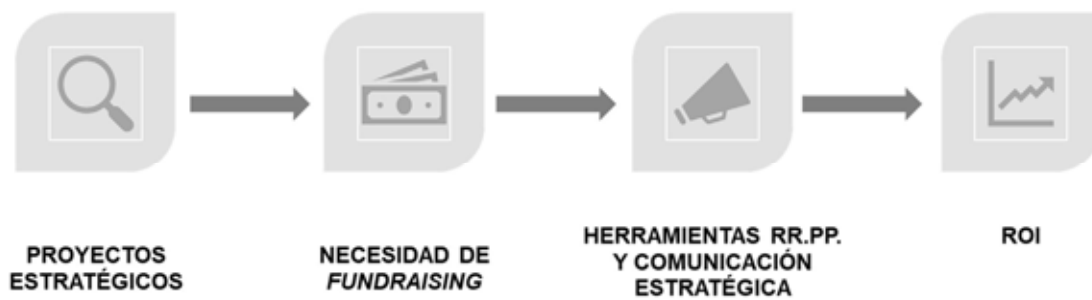 PROYECTOS
ESTRATÉGICOS
NECESIDAD DE
FUNDRAISING
HERRAMIENTAS RR.PP.
Y COMUNICACIÓN
ESTRATÉGICA
ROI